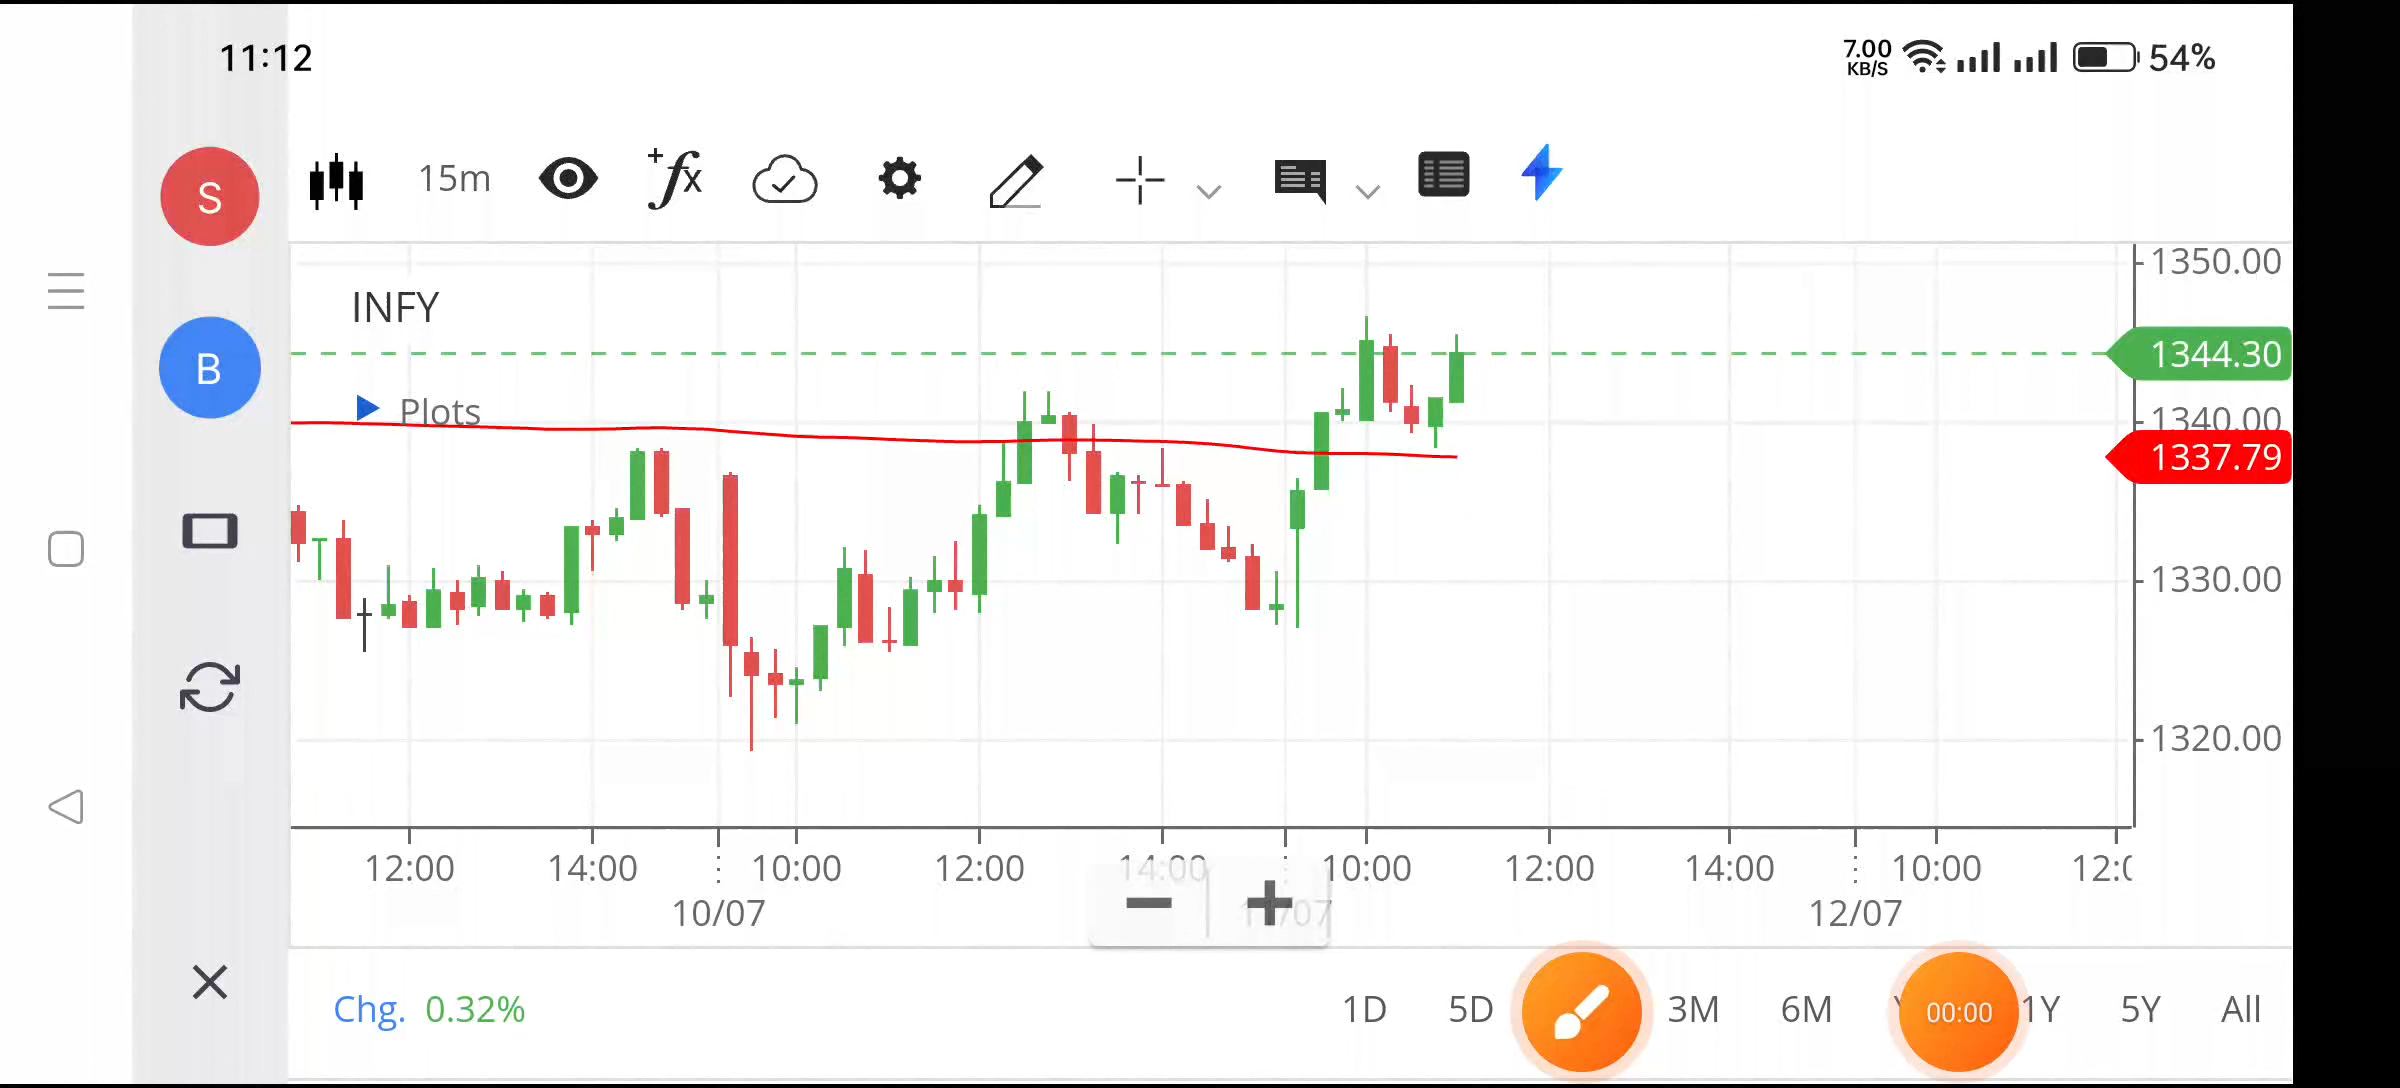 11:12
7.00
KB/S
54%
S
B
15m
+fx
INFY
Plots
1350.00
1344.30
1340.00
1337.79
1330.00
1320.00
12:00 14:00 10:00 12:00 14:00 10:00 12:00 14:00 10:00
10/07 12/07
Chg. 0.32%
1D 5D 3M 6M 00:00 1Y 5Y All